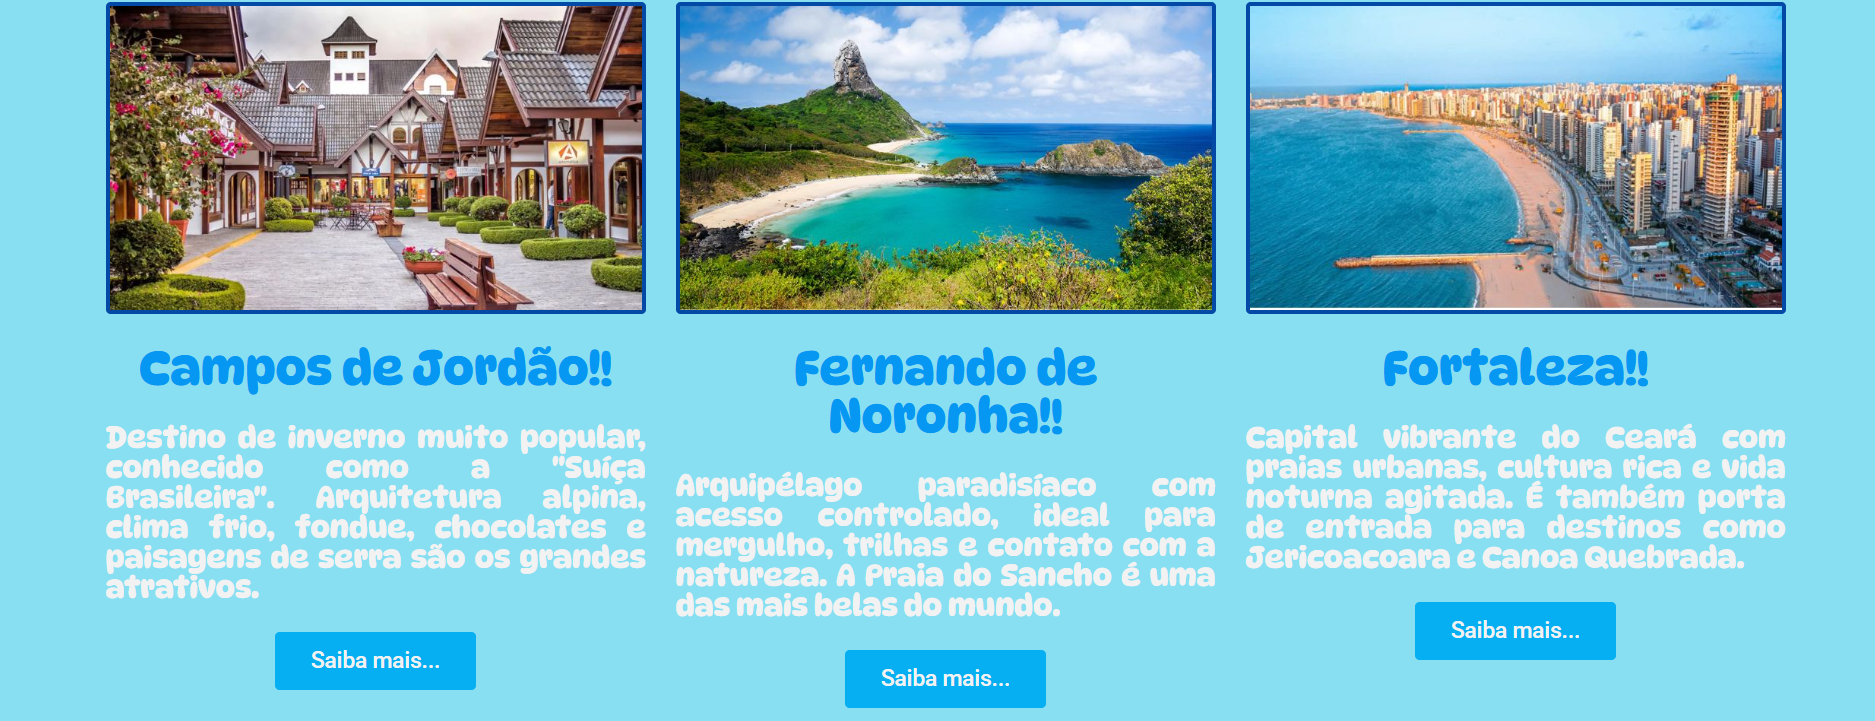 Campos de Jordão!!
Destino de inverno muito popular,
conhecido como a "Suíça
Brasileira". Arquitetura alpina,
clima frio, fondue, chocolates e
paisagens de serra são os grandes
atrativos.
Saiba mais...
Fernando de
Noronha!!
Arquipélago paradisíaco com
acesso controlado, ideal para
mergulho, trilhas e contato com a
natureza. A Praia do Sancho é uma
das mais belas do mundo.
Saiba mais...
Fortaleza!!
Capital vibrante do Ceará com
praias urbanas, cultura rica e vida
noturna agitada. É também porta
de entrada para destinos como
Jericoacoara e Canoa Quebrada.
Saiba mais...